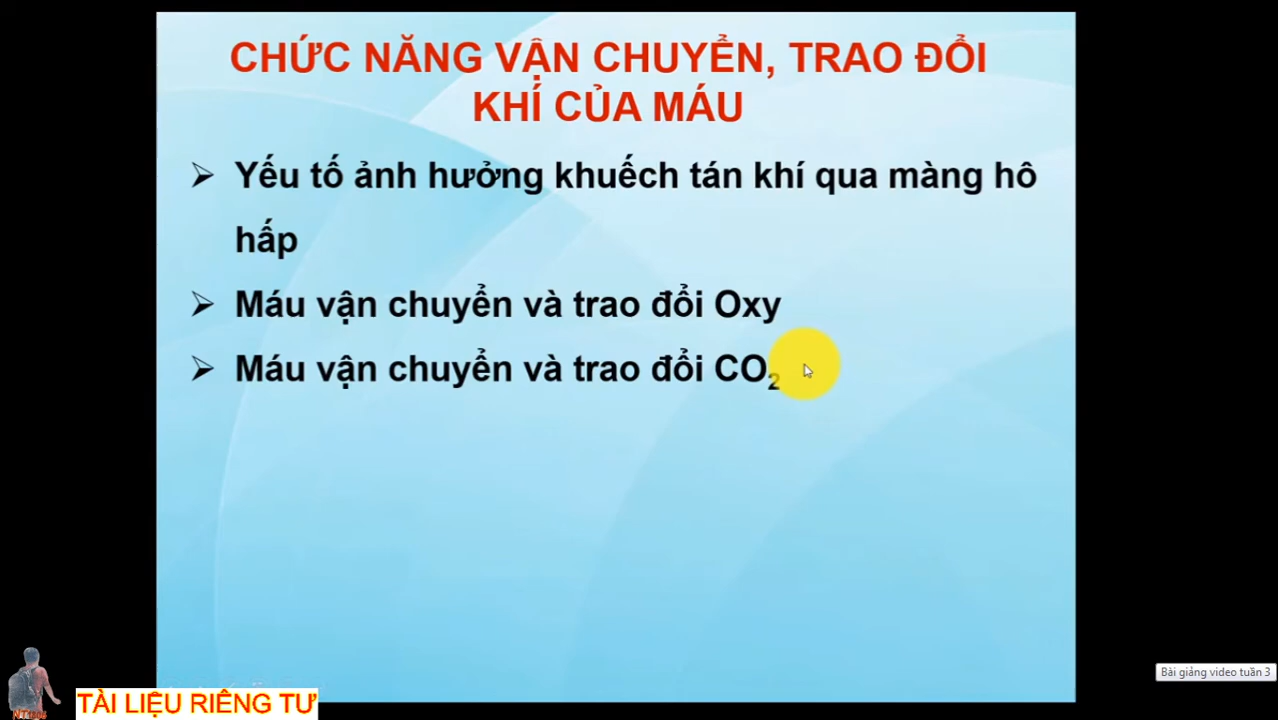 CHỨC NĂNG VẬN CHUYỂN, TRAO ĐỔI
KHÍ CỦA MÁU
➢ Yếu tố ảnh hưởng khuếch tán khí qua màng hô
hấp
➢ Máu vận chuyển và trao đổi Oxy
➢ Máu vận chuyển và trao đổi CO₂
Bài giảng video tuần 3
TÀI LIỆU RIÊNG TƯ